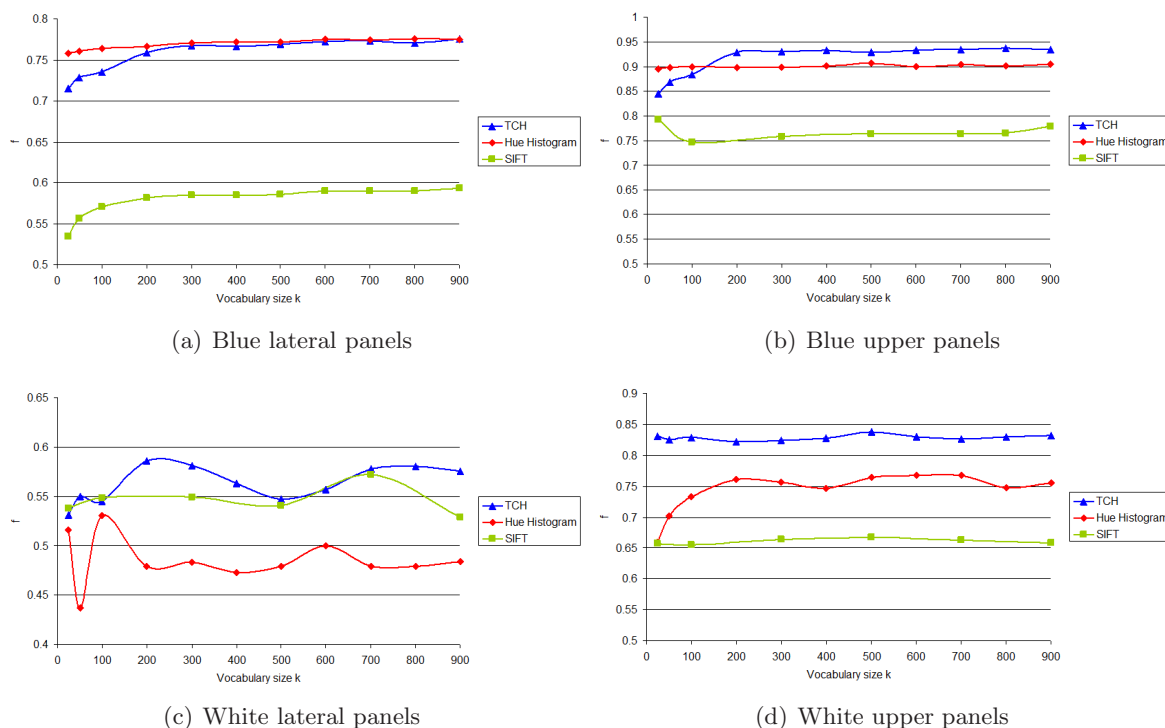 0.8
0.75
0.7
0.65
0.6
0.55
0.5
f
0 100 200 300 400 500 600 700 800 900
Vocabulary size k
TCH
Hue Histogram
SIFT
(a) Blue lateral panels
1
0.95
0.9
0.85
0.8
0.75
0.7
0.65
0.6
0.55
0.5
f
0 100 200 300 400 500 600 700 800 900
Vocabulary size k
TCH
Hue Histogram
SIFT
(b) Blue upper panels
0.65
0.6
0.55
0.5
0.45
0.4
f
0 100 200 300 400 500 600 700 800 900
Vocabulary size k
TCH
Hue Histogram
SIFT
(c) White lateral panels
0.9
0.85
0.8
0.75
0.7
0.65
0.6
0.55
0.5
f
0 100 200 300 400 500 600 700 800 900
Vocabulary size k
TCH
Hue Histogram
SIFT
(d) White upper panels